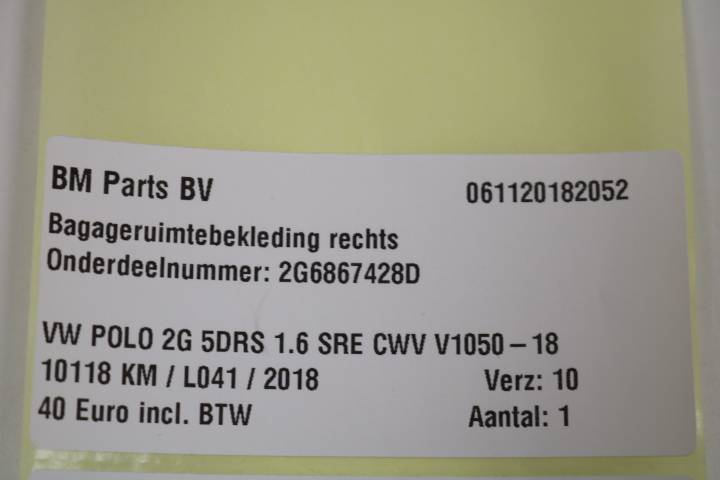 BM Parts BV 061120182052
Bagageruimtebekleding rechts
Onderdeelnummer: 2G6867428D
VW POLO 2G 5DRS 1.6 SRE CWV V1050 – 18
10118 KM / L041 / 2018 Verz: 10
40 Euro incl. BTW Aantal: 1